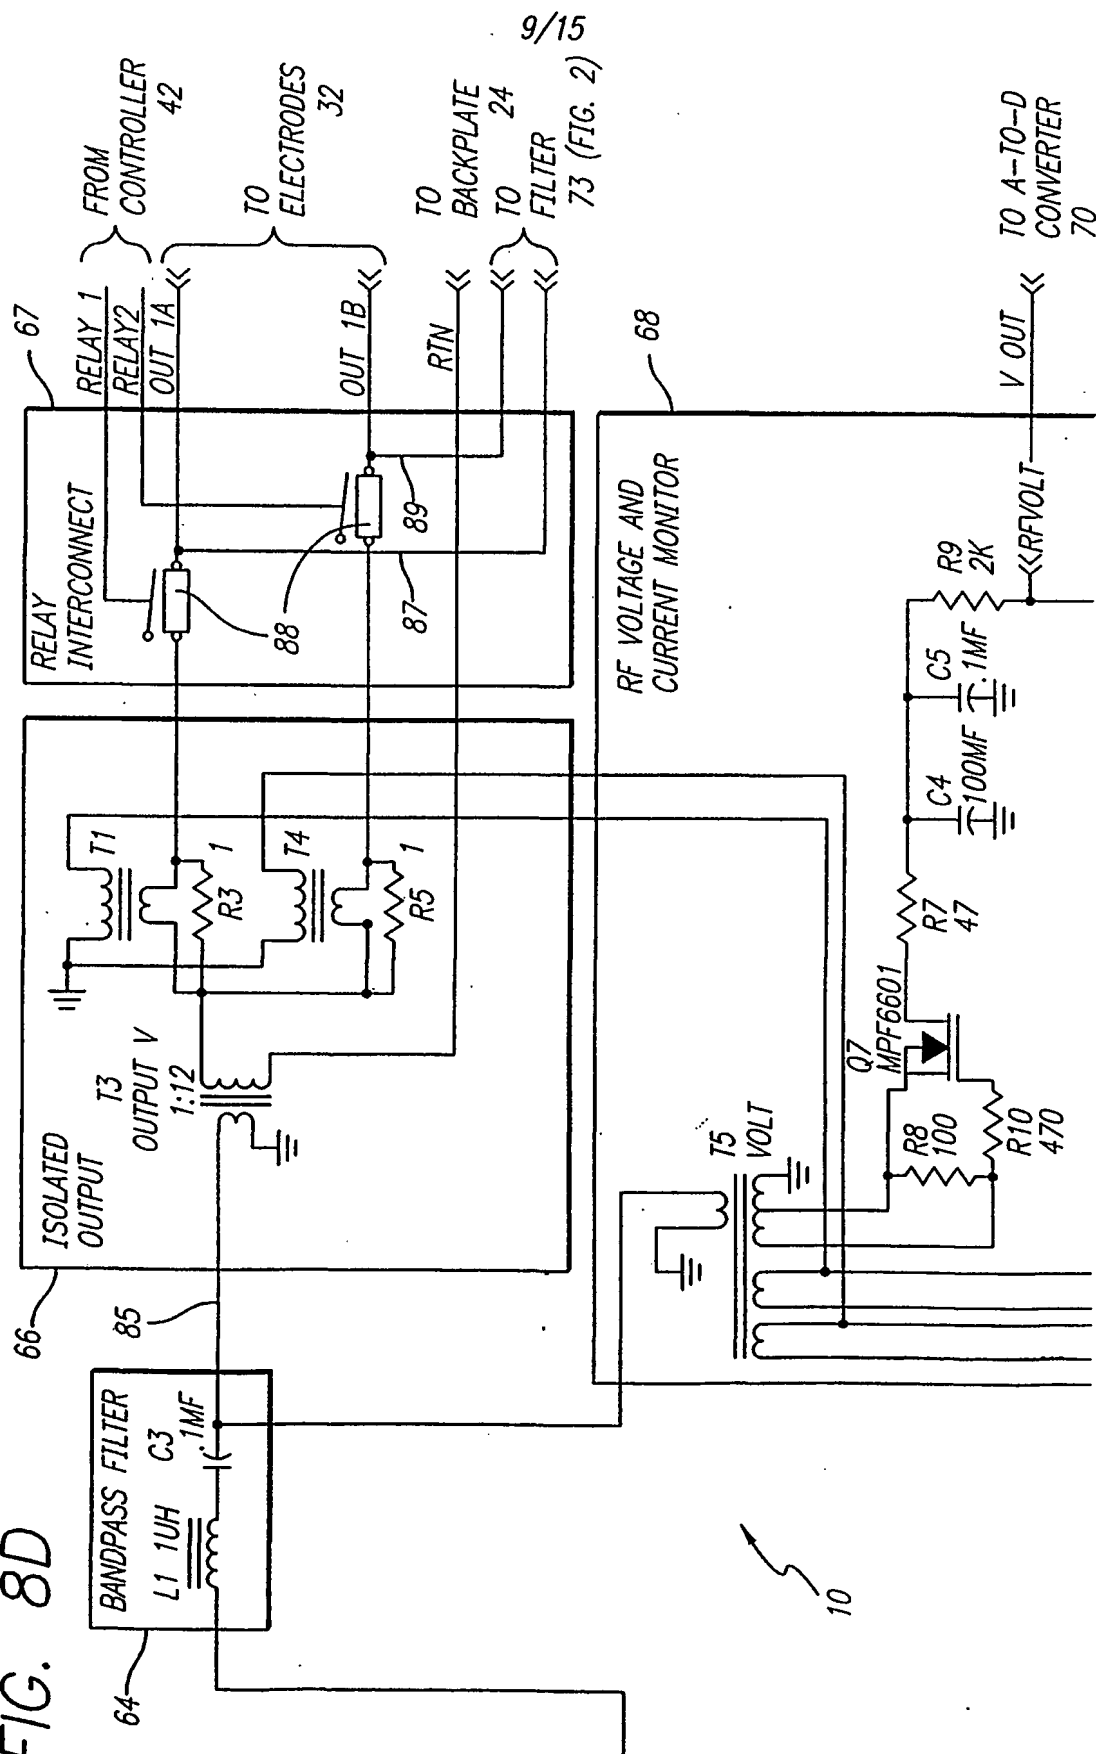 9/15
FIG. 8D
64
BANDPASS FILTER
L1 1UH
C3
.1MF
85
66
ISOLATED
OUTPUT
T3
OUTPUT V
1:12
T1
R3
1
T4
R5
1
67
RELAY
INTERCONNECT
88
87
89
RELAY 1
RELAY2
OUT 1A
OUT 1B
RTN
FROM
CONTROLLER
42
TO
ELECTRODES
32
TO
BACKPLATE
24
TO
FILTER
73 (FIG. 2)
68
RF VOLTAGE AND
CURRENT MONITOR
T5
VOLT
R8
100
R10
470
Q7
MPF6601
R7
47
C4
100MF
C5
.1MF
R9
2K
RFVOLT
V OUT
TO A-TO-D
CONVERTER
70
10